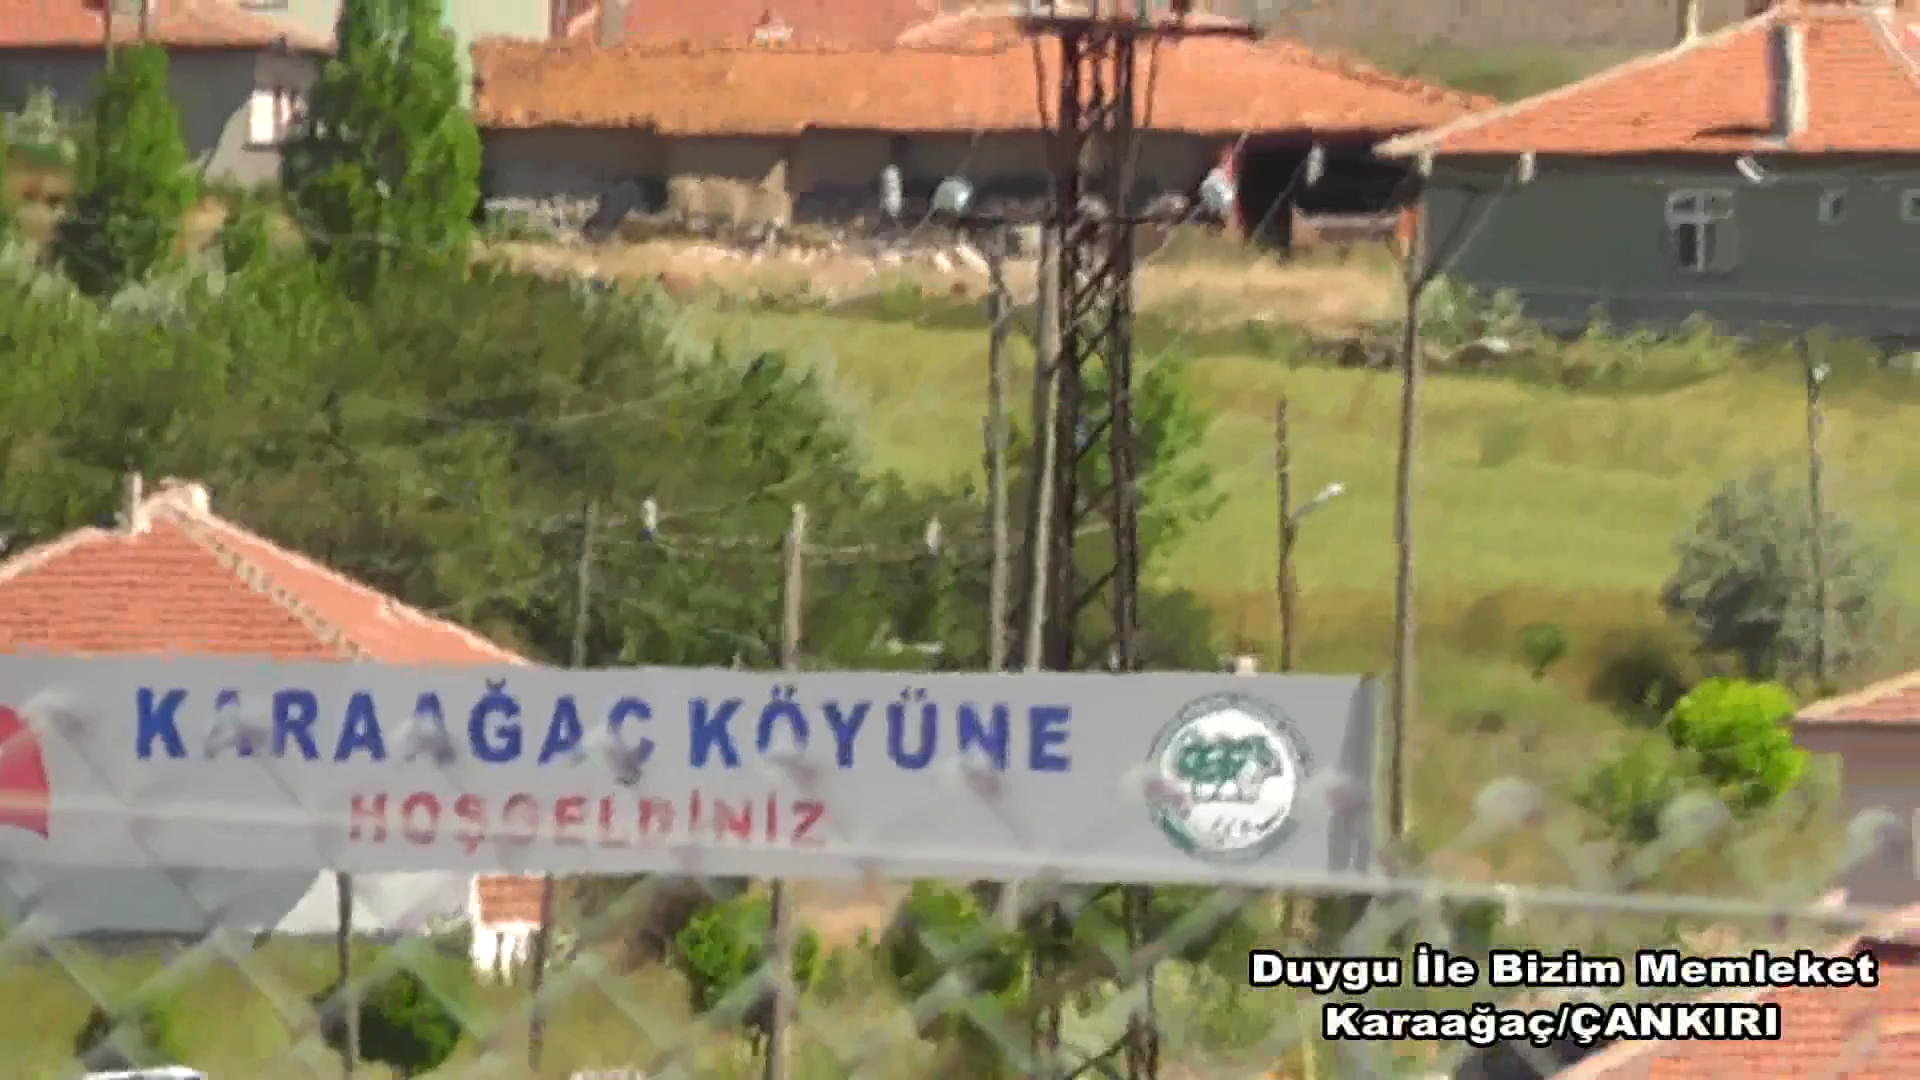 KARAAĞAÇ KÖYÜNE
HOŞGELDİNİZ
Duygu İle Bizim Memleket
Karaağaç/ÇANKIRI